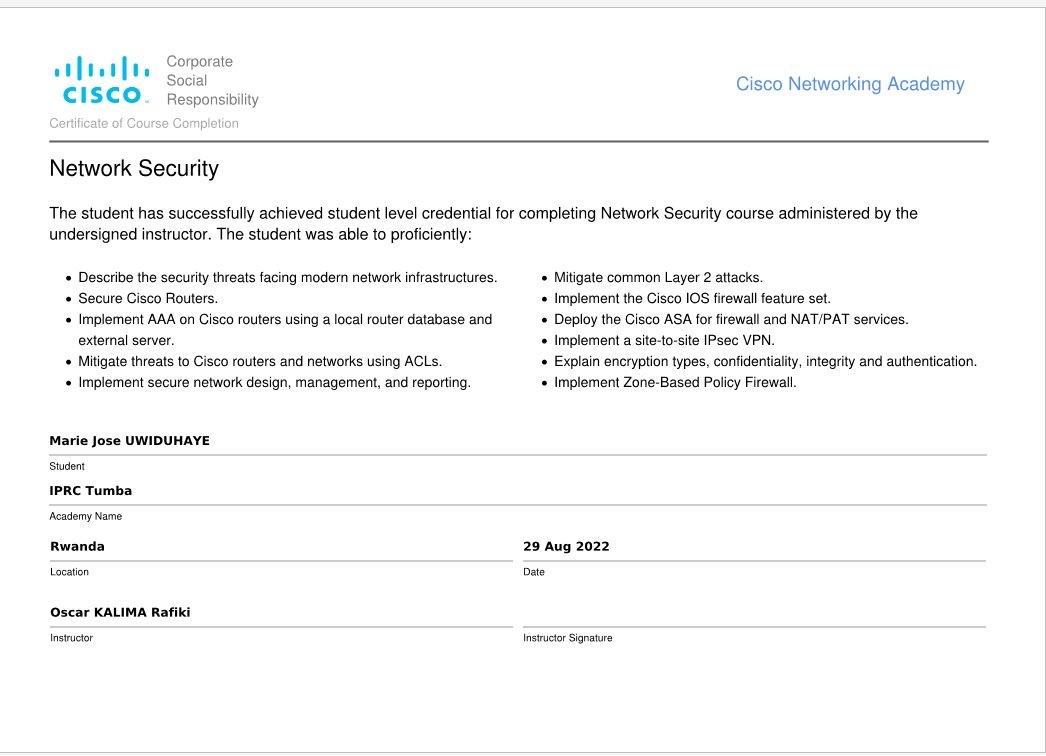 Corporate
Social
Responsibility
CISCO
Cisco Networking Academy
Certificate of Course Completion
Network Security
The student has successfully achieved student level credential for completing Network Security course administered by the
undersigned instructor. The student was able to proficiently:
• Describe the security threats facing modern network infrastructures.
• Secure Cisco Routers.
• Implement AAA on Cisco routers using a local router database and
external server.
• Mitigate threats to Cisco routers and networks using ACLs.
• Implement secure network design, management, and reporting.
• Mitigate common Layer 2 attacks.
• Implement the Cisco IOS firewall feature set.
• Deploy the Cisco ASA for firewall and NAT/PAT services.
• Implement a site-to-site IPsec VPN.
• Explain encryption types, confidentiality, integrity and authentication.
• Implement Zone-Based Policy Firewall.
Marie Jose UWIDUHAYE
Student
IPRC Tumba
Academy Name
Rwanda
Location
29 Aug 2022
Date
Oscar KALIMA Rafiki
Instructor
Instructor Signature